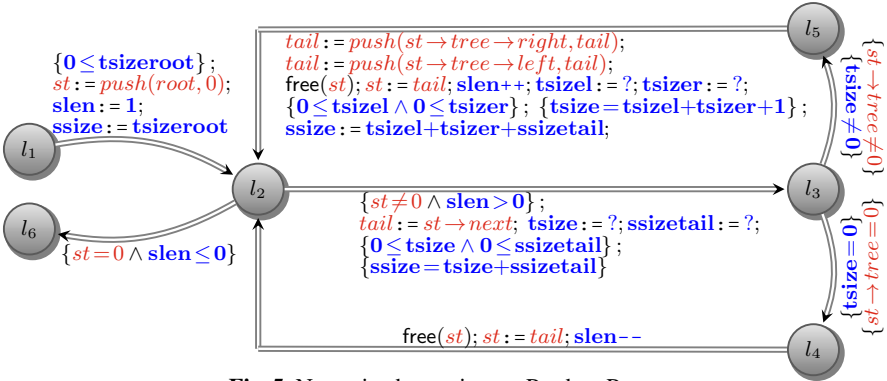 {0≤tsizeroot};
st:=push(root,0);
slen:=1;
ssize:=tsizeroot
l1
l6
{st=0∧slen≤0}
l2
tail:=push(st→tree→right,tail);
tail:=push(st→tree→left,tail);
free(st);st:=tail;slen++;tsizel:=?;tsizer:=?;
{0≤tsizel∧0≤tsizer}; {tsize=tsizel+tsizer+1};
ssize:=tsizel+tsizer+ssizetail;
{st≠0∧slen>0};
tail:=st→next; tsize:=?;ssizetail:=?;
{0≤tsize∧0≤ssizetail};
{ssize=tsize+ssizetail}
free(st);st:=tail;slen--
l5
{st→tree≠0}
{tsize≠0}
l3
{tsize=0}
{st→tree=0}
l4